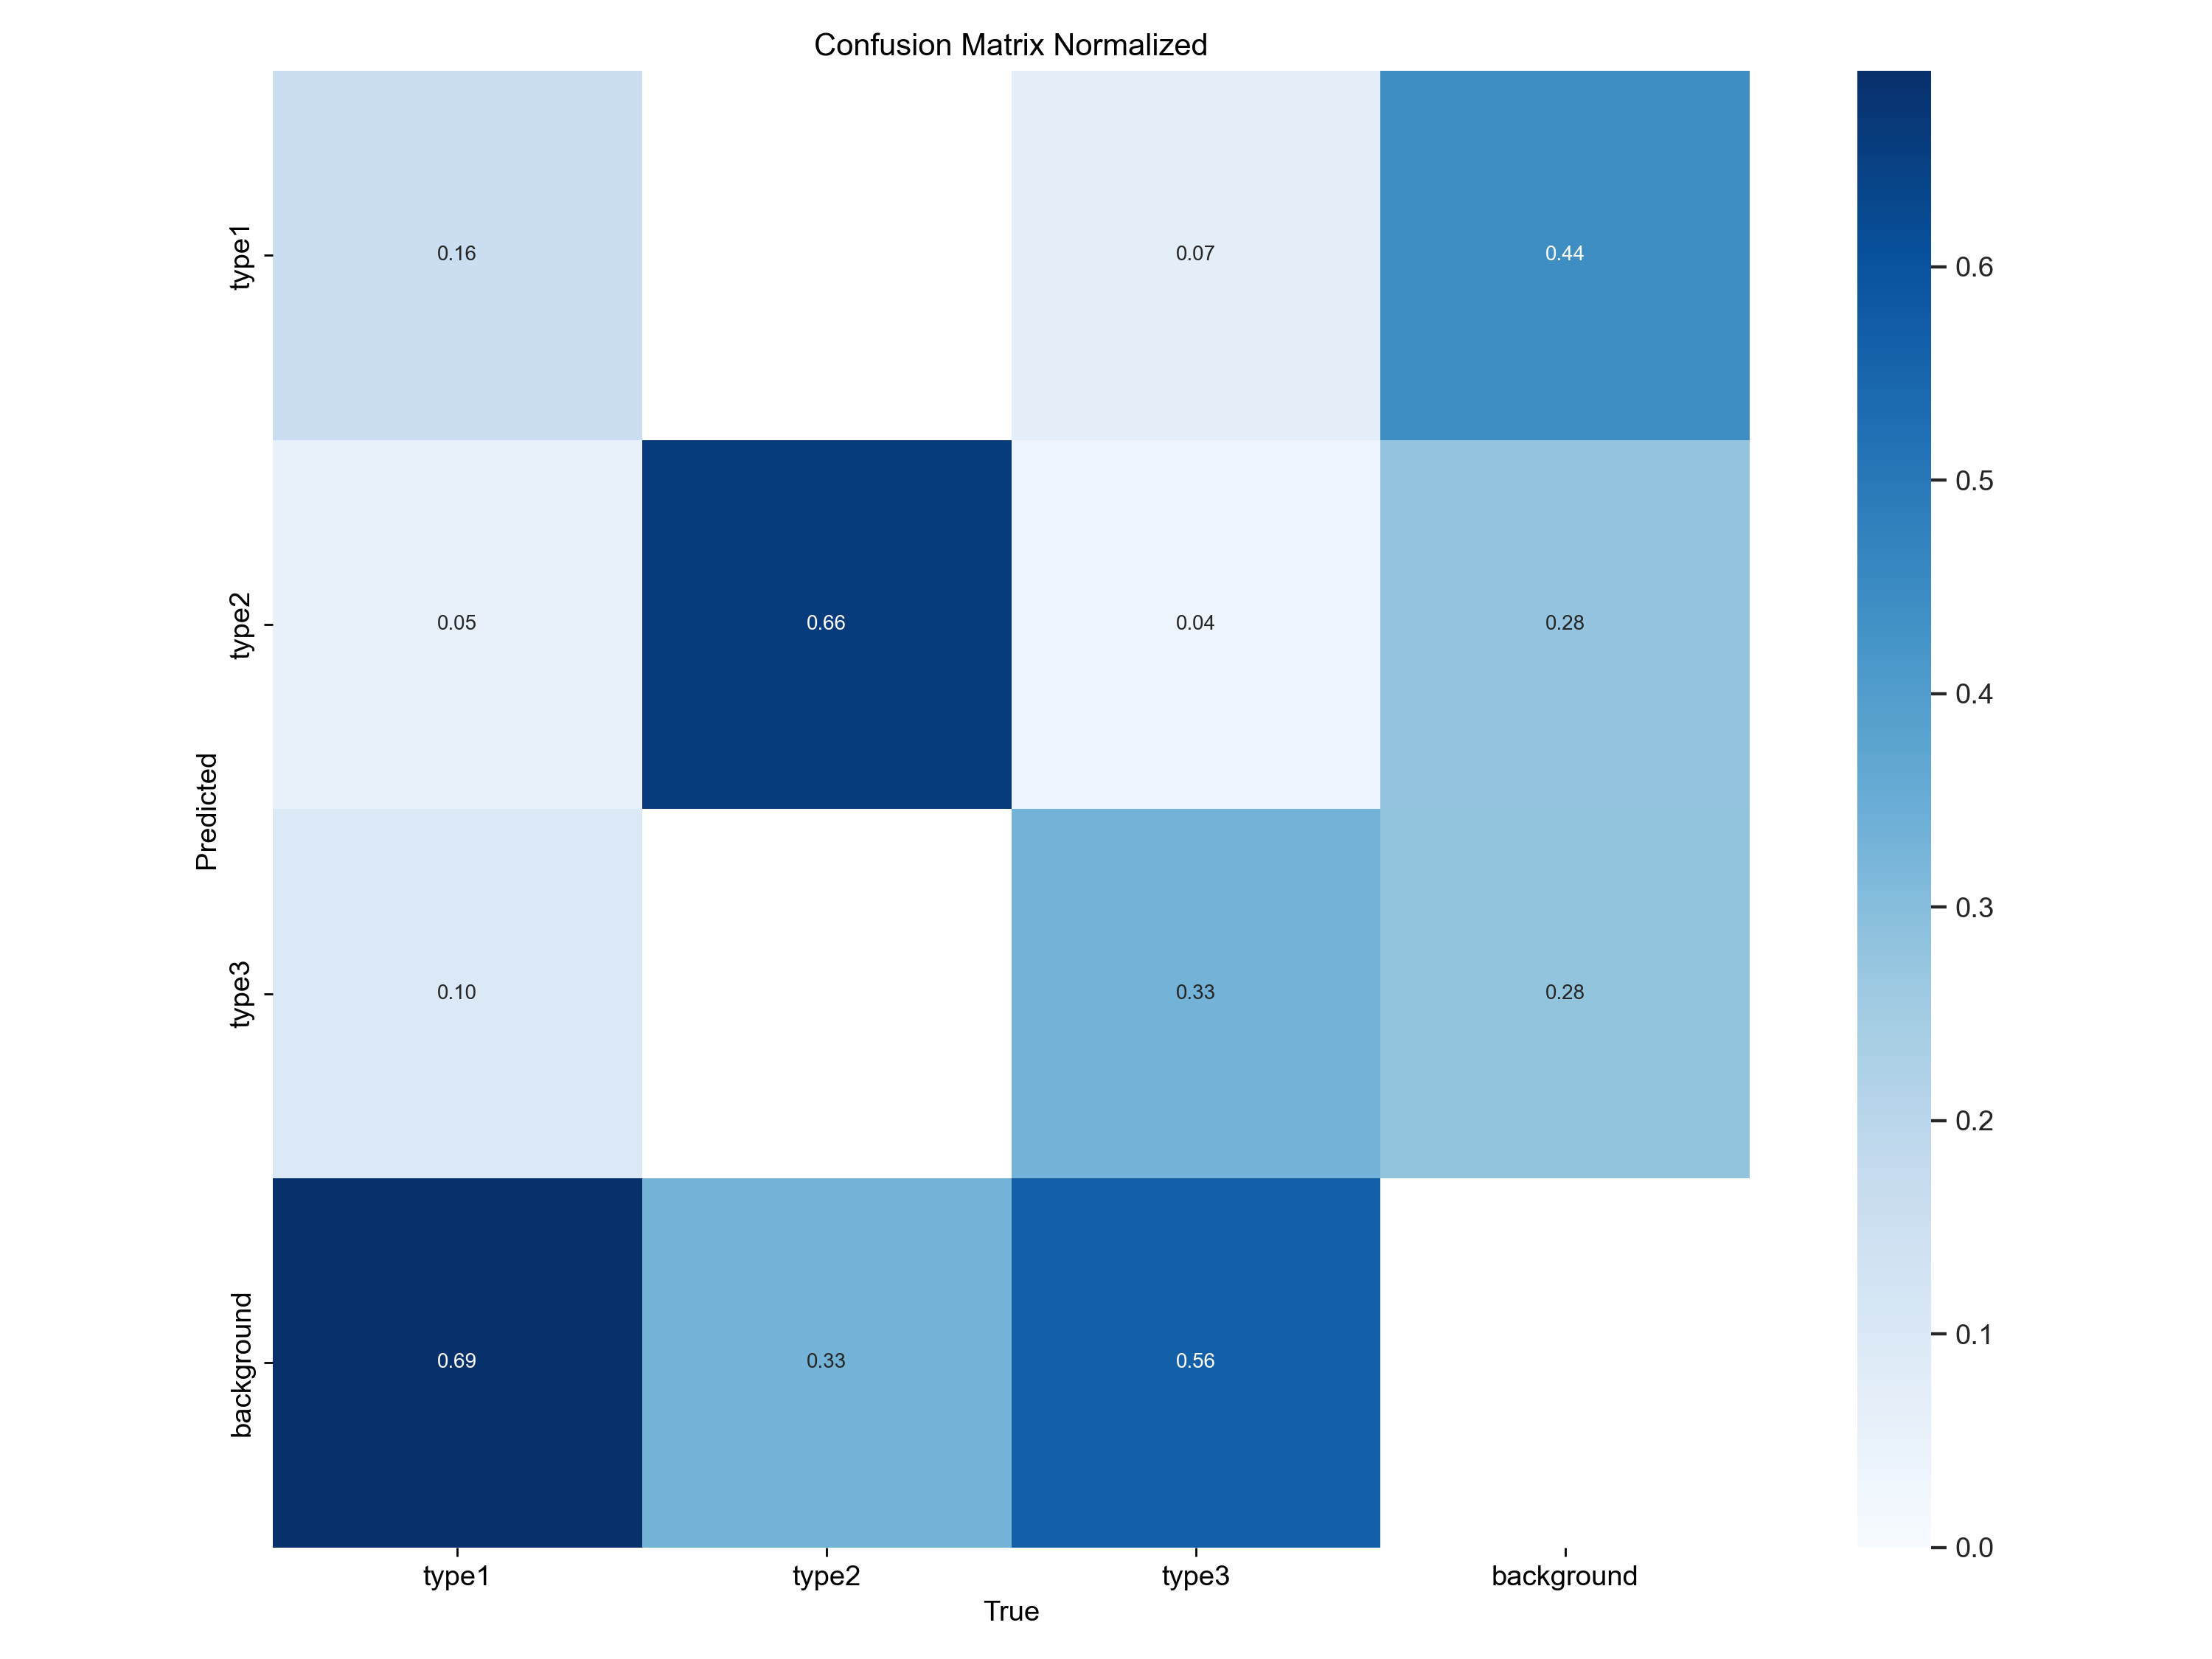 Confusion Matrix Normalized
type1
0.16
0.07
0.44
type2
0.05
0.66
0.04
0.28
type3
0.10
0.33
0.28
background
0.69
0.33
0.56
Predicted
type1
type2
type3
background
True
0.6
0.5
0.4
0.3
0.2
0.1
0.0